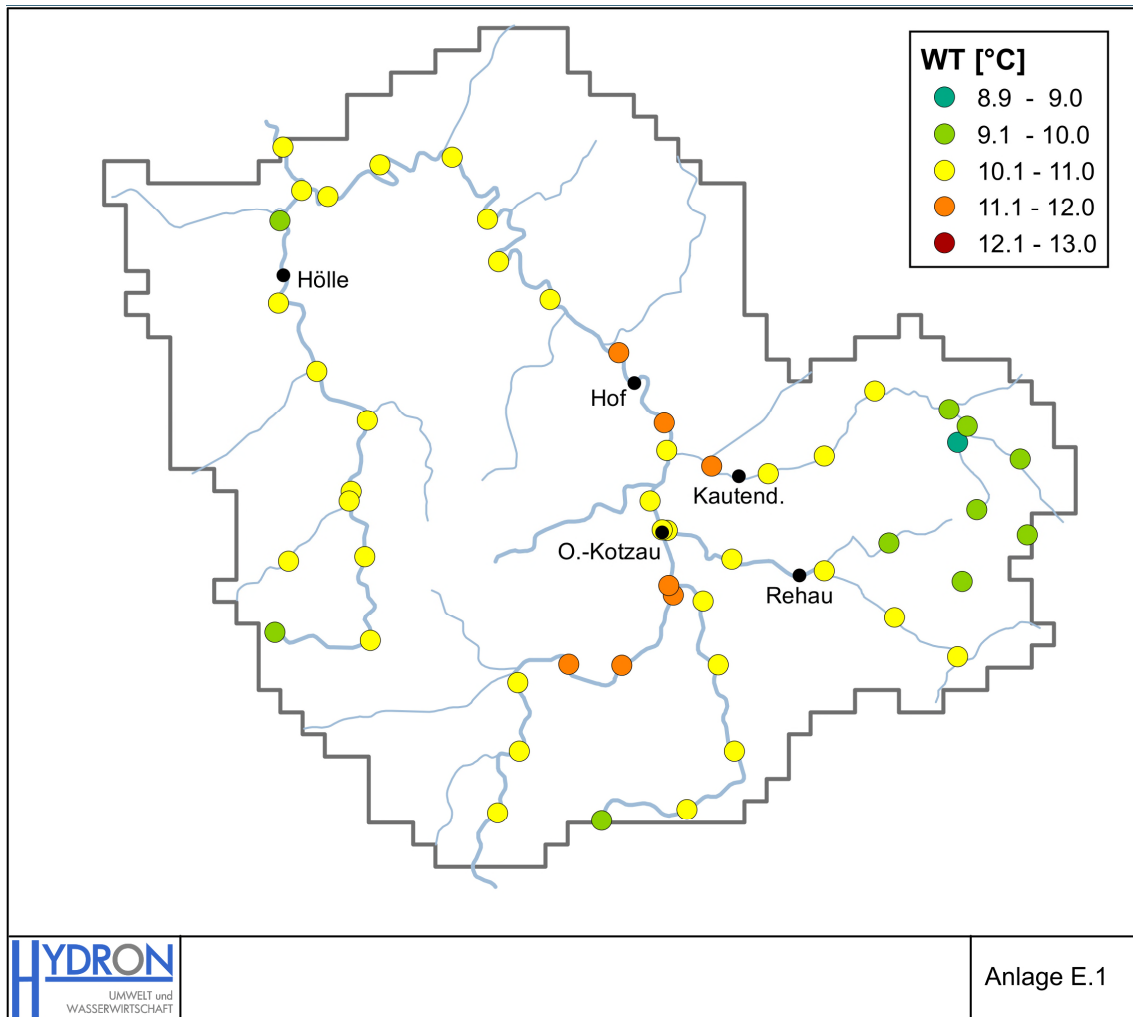 WT [°C]
8.9 - 9.0
9.1 - 10.0
10.1 - 11.0
11.1 - 12.0
12.1 - 13.0
Hölle
Hof
Kautend.
O.-Kotzau
Rehau
HYDRON
UMWELT und
WASSERWIRTSCHAFT
Anlage E.1